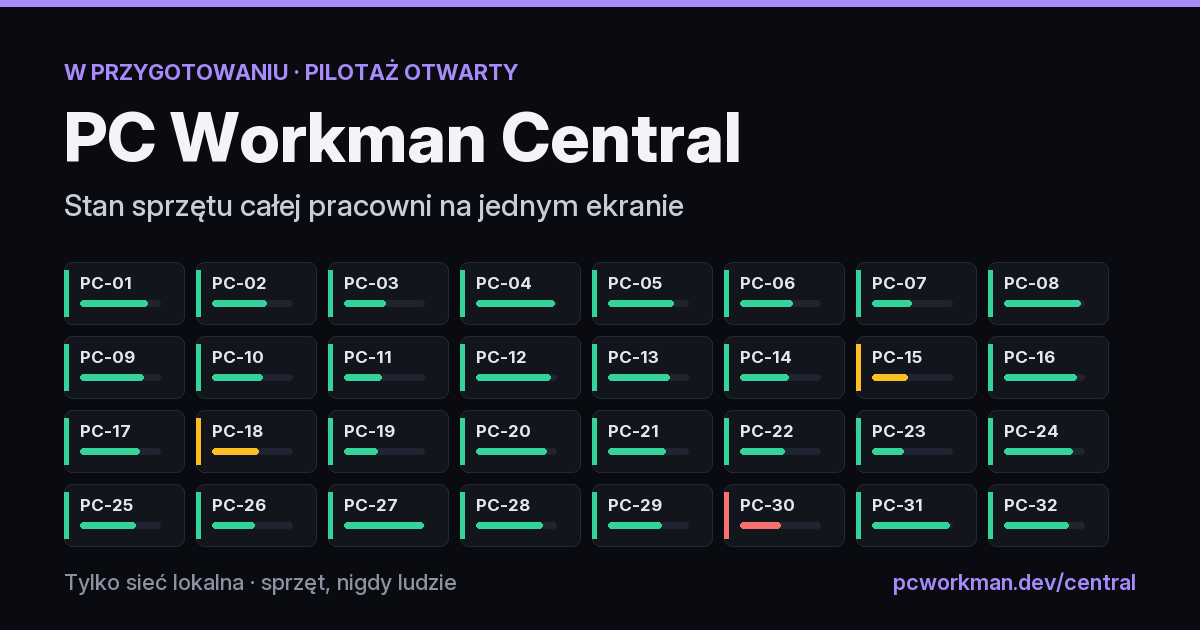 W PRZYGOTOWANIU · PILOTAŻ OTWARTY
PC Workman Central
Stan sprzętu całej pracowni na jednym ekranie
PC-01 PC-02 PC-03 PC-04 PC-05 PC-06 PC-07 PC-08
PC-09 PC-10 PC-11 PC-12 PC-13 PC-14 PC-15 PC-16
PC-17 PC-18 PC-19 PC-20 PC-21 PC-22 PC-23 PC-24
PC-25 PC-26 PC-27 PC-28 PC-29 PC-30 PC-31 PC-32
Tylko sieć lokalna · sprzęt, nigdy ludzie
pcworkman.dev/central